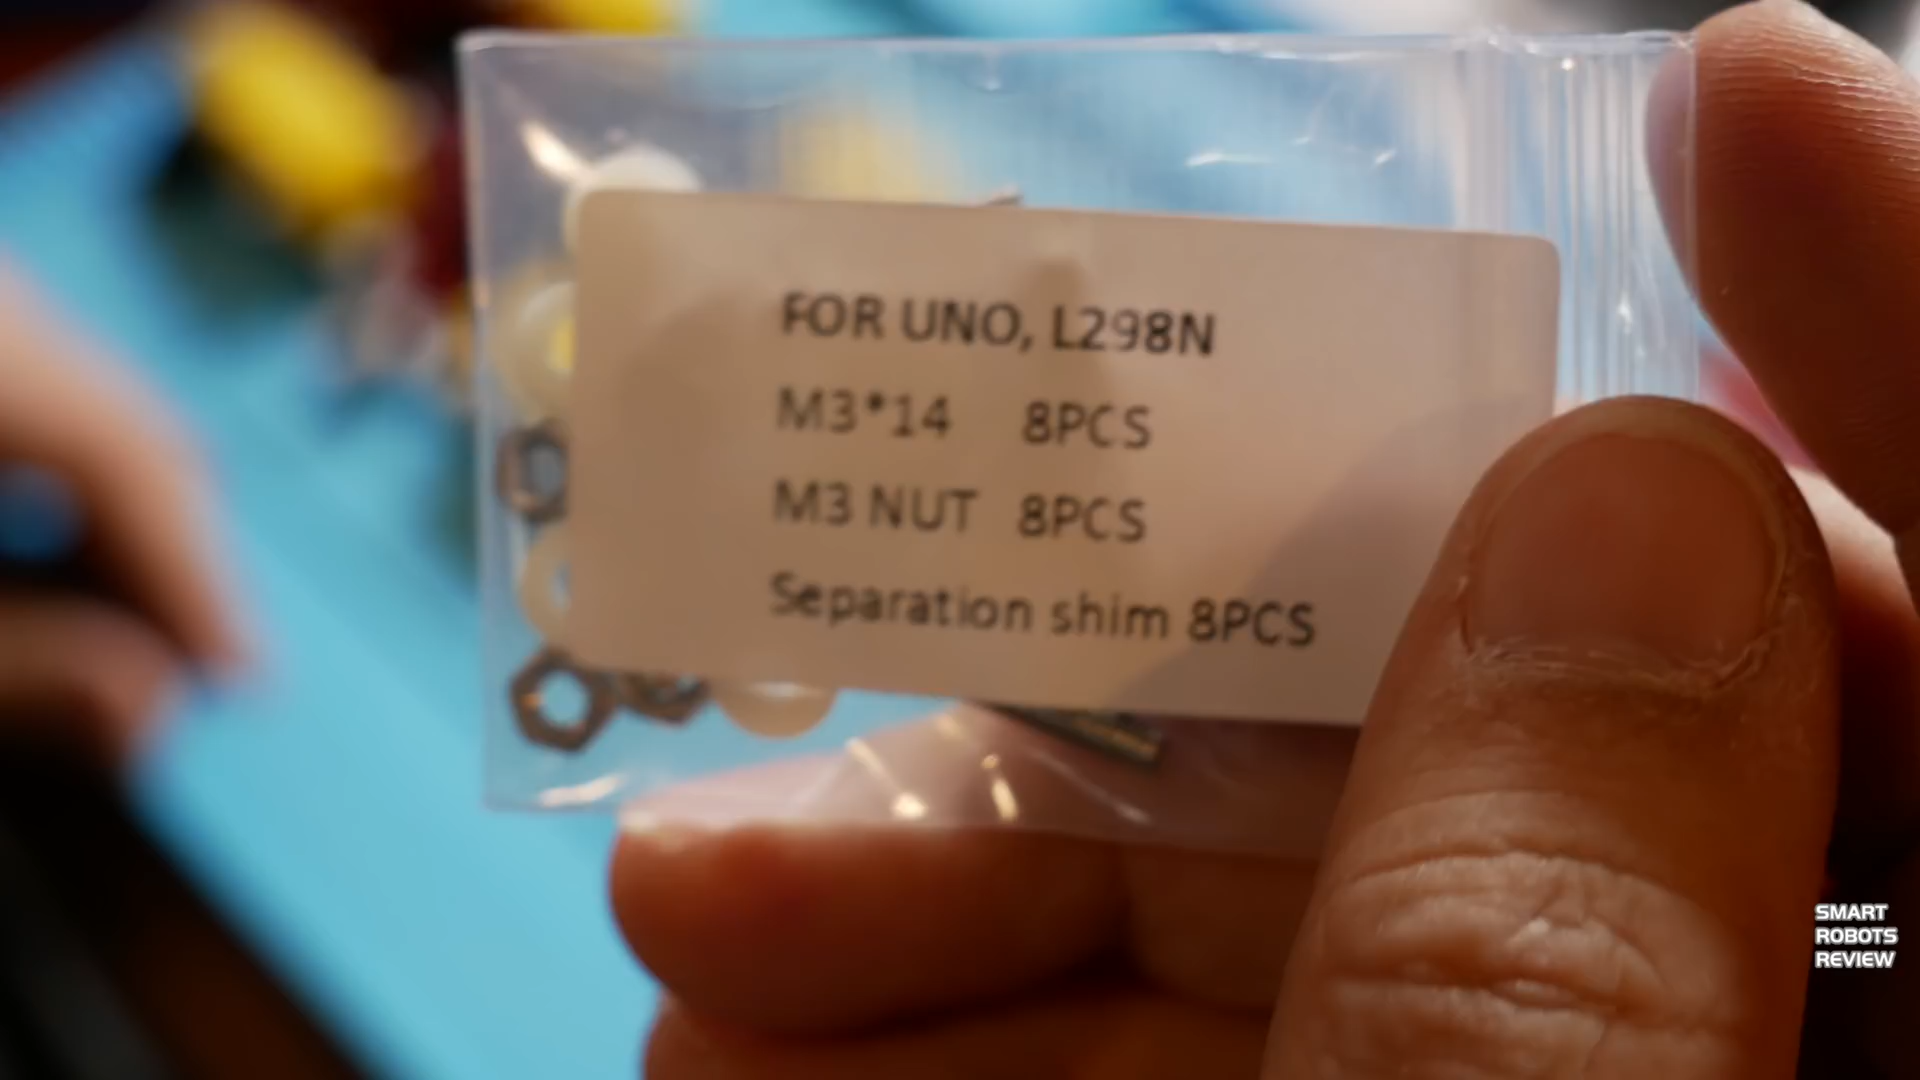 FOR UNO, L298N
M3*14 8PCS
M3 NUT 8PCS
Separation shim 8PCS
SMART
ROBOTS
REVIEW